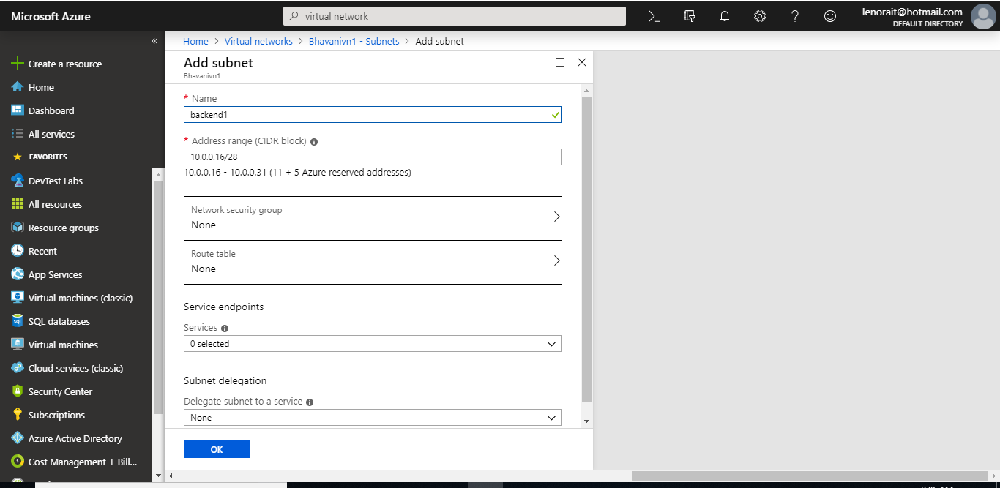 Microsoft Azure
virtual network
lenorait@hotmail.com
DEFAULT DIRECTORY
Home > Virtual networks > Bhavanivn1 - Subnets > Add subnet
Create a resource
Home
Dashboard
All services
FAVORITES
DevTest Labs
All resources
Resource groups
Recent
App Services
Virtual machines (classic)
SQL databases
Virtual machines
Cloud services (classic)
Security Center
Subscriptions
Azure Active Directory
Cost Management + Bill...
Add subnet
Bhavanivn1
* Name
backend1
* Address range (CIDR block)
10.0.0.16/28
10.0.0.16 - 10.0.0.31 (11 + 5 Azure reserved addresses)
Network security group
None
Route table
None
Service endpoints
Services
0 selected
Subnet delegation
Delegate subnet to a service
None
OK